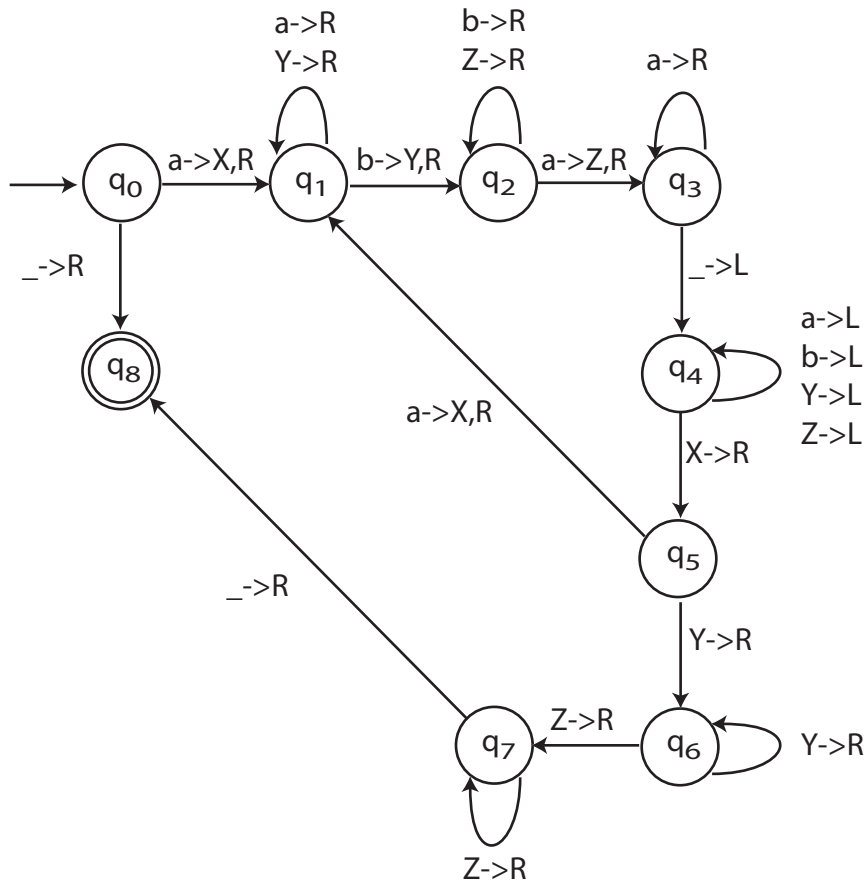 a->R
Y->R
b->R
Z->R
a->R
q0
a->X,R
q1
b->Y,R
q2
a->Z,R
q3
_->R
_->L
q8
q4
a->L
b->L
Y->L
Z->L
a->X,R
X->R
q5
_->R
Y->R
q7
Z->R
q6
Y->R
Z->R